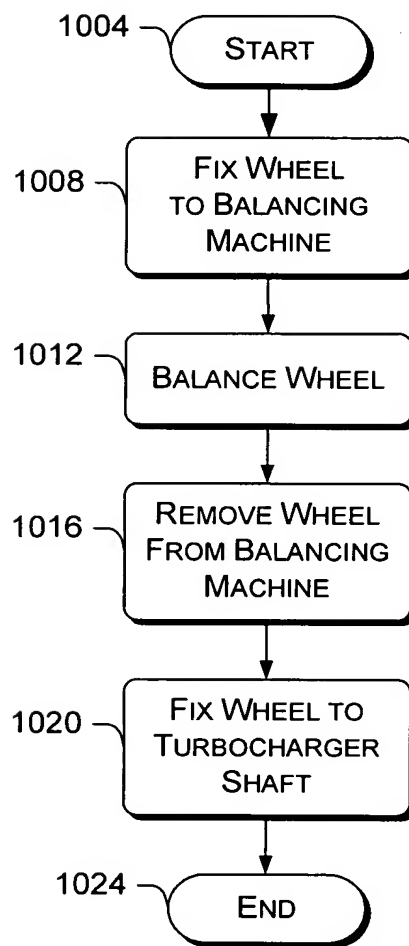 1004
START
1008
FIX WHEEL
TO BALANCING
MACHINE
1012
BALANCE WHEEL
1016
REMOVE WHEEL
FROM BALANCING
MACHINE
1020
FIX WHEEL TO
TURBOCHARGER
SHAFT
1024
END